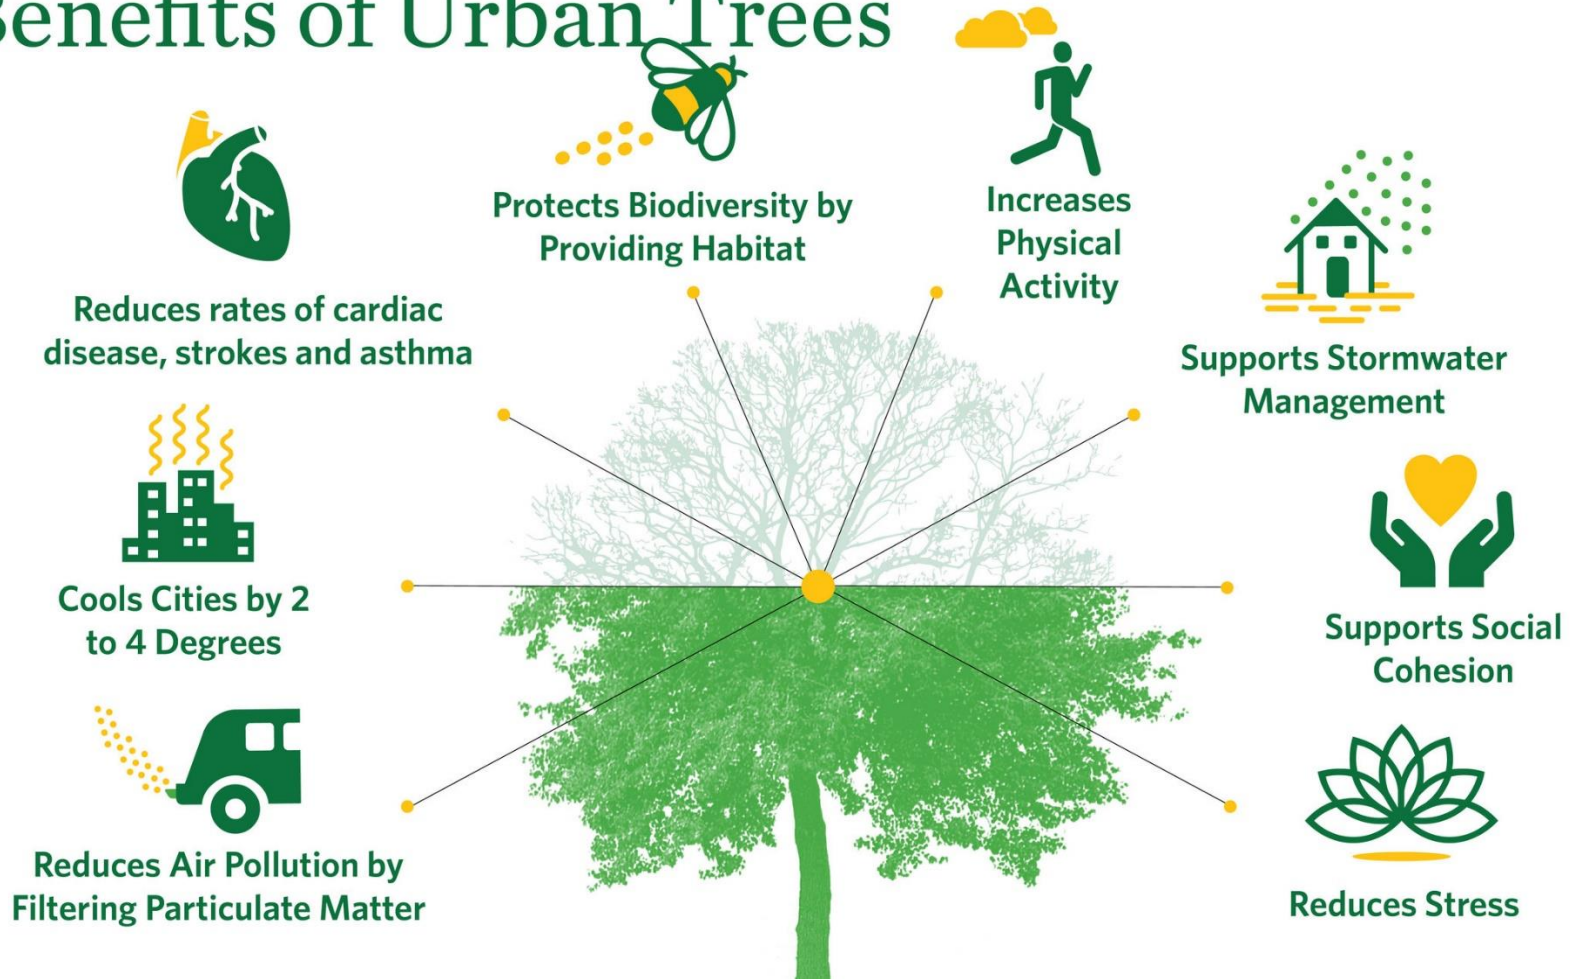 Benefits of Urban Trees
Reduces rates of cardiac
disease, strokes and asthma
Protects Biodiversity by
Providing Habitat
Increases
Physical
Activity
Supports Stormwater
Management
Cools Cities by 2
to 4 Degrees
Supports Social
Cohesion
Reduces Air Pollution by
Filtering Particulate Matter
Reduces Stress